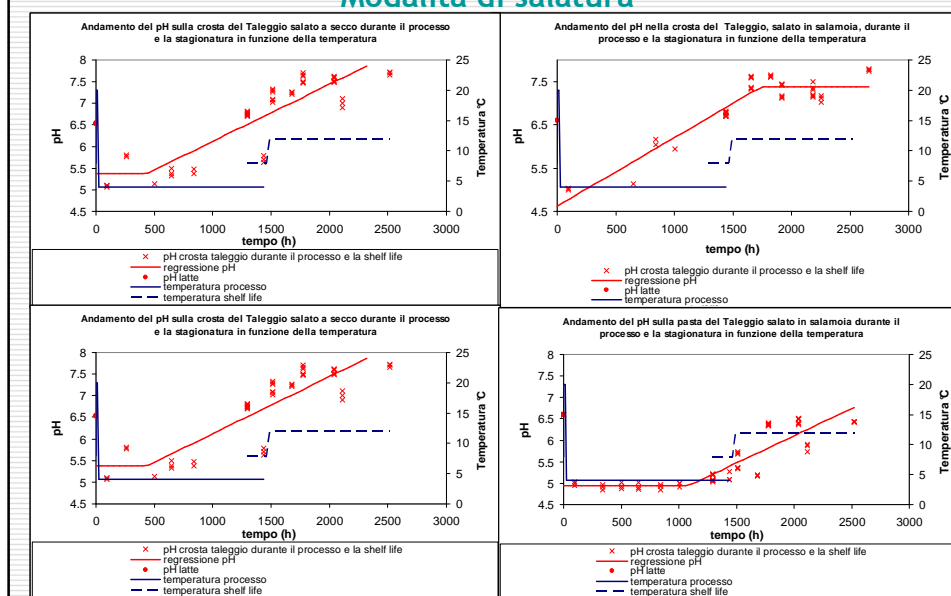 Modalità di salatura
Andamento del pH sulla crosta del Taleggio salato a secco durante il processo
e la stagionatura in funzione della temperatura
8
7.5
7
6.5
6
5.5
5
4.5
pH
25
20
15
10
5
0
Temperatura °C
0 500 1000 1500 2000 2500 3000
tempo (h)
pH crosta taleggio durante il processo e la shelf life
regressione pH
pH latte
temperatura processo
temperatura shelf life
Andamento del pH nella crosta del Taleggio, salato in salamoia, durante il
processo e la stagionatura in funzione della temperatura
7.5
6.5
5.5
4.5
pH
25
20
15
10
5
0
Temperatura °C
0 500 1000 1500 2000 2500 3000
tempo (h)
pH crosta taleggio durante il processo e la shelf life
regressione pH
pH latte
temperatura processo
Andamento del pH sulla crosta del Taleggio salato a secco durante il processo
e la stagionatura in funzione della temperatura
8
7.5
7
6.5
6
5.5
5
4.5
pH
25
20
15
10
5
0
Temperatura °C
0 500 1000 1500 2000 2500 3000
tempo (h)
pH crosta taleggio durante il processo e la shelf life
regressione pH
pH latte
temperatura processo
temperatura shelf life
Andamento del pH sulla pasta del Taleggio salato in salamoia durante il
processo e la stagionatura in funzione della temperatura
8
7.5
7
6.5
6
5.5
5
4.5
pH
25
20
15
10
5
0
Temperatura °C
0 500 1000 1500 2000 2500 3000
tempo (h)
pH crosta taleggio durante il processo e la shelf life
regressione pH
pH latte
temperatura processo
temperatura shelf life